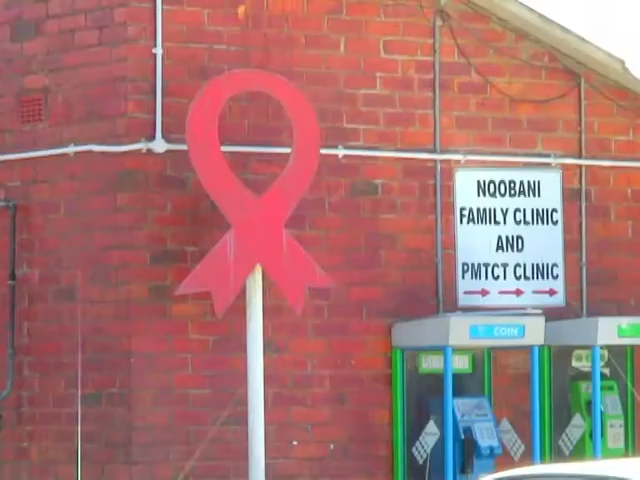 NQOBANI
FAMILY CLINIC
AND
PMTCT CLINIC
COIN